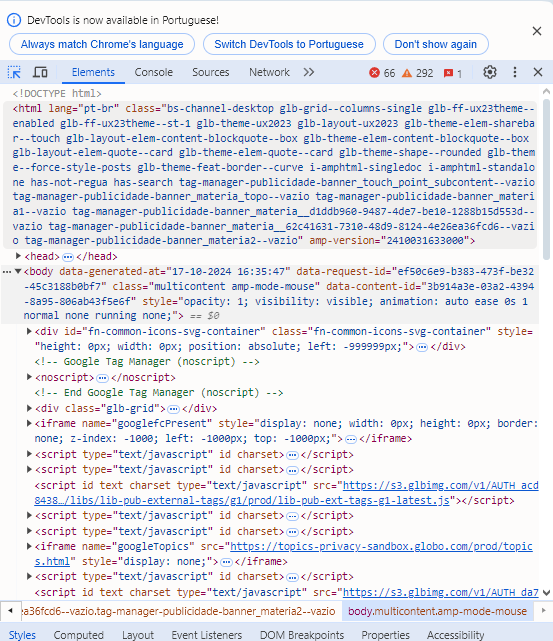 DevTools is now available in Portuguese!
Always match Chrome's language Switch DevTools to Portuguese Don't show again
Elements Console Sources Network 66 292 1
<!DOCTYPE html>
<html lang="pt-br" class="bs-channel-desktop glb-grid--columns-single glb-ff-ux23theme--
enabled glb-ff-ux23theme--st-1 glb-theme-ux2023 glb-layout-ux2023 glb-theme-elem-sharebar
--touch glb-layout-elem-content-blockquote--box glb-theme-elem-content-blockquote--box
glb-layout-elem-quote--card glb-theme-elem-quote--card glb-theme-shape--rounded glb-theme
--force-style-posts glb-theme-feat-border--curve i-amphtml-singledoc i-amphtml-standalo
ne has-not-regua has-search tag-manager-publicidade-banner_touch_point_subcontent--vazio
tag-manager-publicidade-banner_materia_topo--vazio tag-manager-publicidade-banner_materi
a1--vazio tag-manager-publicidade-banner_materia__d1ddb960-9487-4de7-be10-1288b15d553d--
vazio tag-manager-publicidade-banner_materia__62c41631-7310-48d9-8124-4e26ea36fcd6--vazi
o tag-manager-publicidade-banner_materia2--vazio" amp-version="2410031633000">
<head> … </head>
… <body data-generated-at="17-10-2024 16:35:47" data-request-id="ef50c6e9-b383-473f-be32
-45c3188b0bf7" class="multicontent amp-mode-mouse" data-content-id="3b914a3e-03a2-4394
-8a95-806ab43f5e6f" style="opacity: 1; visibility: visible; animation: auto ease 0s 1
normal none running none;"> == $0
<div id="fn-common-icons-svg-container" class="fn-common-icons-svg-container" style=
"height: 0px; width: 0px; position: absolute; left: -999999px;"> … </div>
<!-- Google Tag Manager (noscript) -->
<noscript> … </noscript>
<!-- End Google Tag Manager (noscript) -->
<div class="glb-grid"> … </div>
<iframe name="googlefcPresent" style="display: none; width: 0px; height: 0px; border:
none; z-index: -1000; left: -1000px; top: -1000px;"> … </iframe>
<script type="text/javascript" id charset> … </script>
<script type="text/javascript" id charset> … </script>
<script id text charset type="text/javascript" src="https://s3.glbimg.com/v1/AUTH_acd
8438…/libs/lib-pub-external-tags/g1/prod/lib-pub-ext-tags-g1-latest.js"></script>
<script type="text/javascript" id charset> … </script>
<script type="text/javascript" id charset> … </script>
<iframe name="googleTopics" src="https://topics-privacy-sandbox.globo.com/prod/topic
s.html" style="display: none;"> … </iframe>
<script type="text/javascript" id charset> … </script>
<script type="text/javascript" id charset> … </script>
<script id text charset type="text/javascript" src="https://s3.glbimg.com/v1/AUTH_da7
ea36fcd6--vazio.tag-manager-publicidade-banner_materia2--vazio body.multicontent.amp-mode-mouse
Styles Computed Layout Event Listeners DOM Breakpoints Properties Accessibility